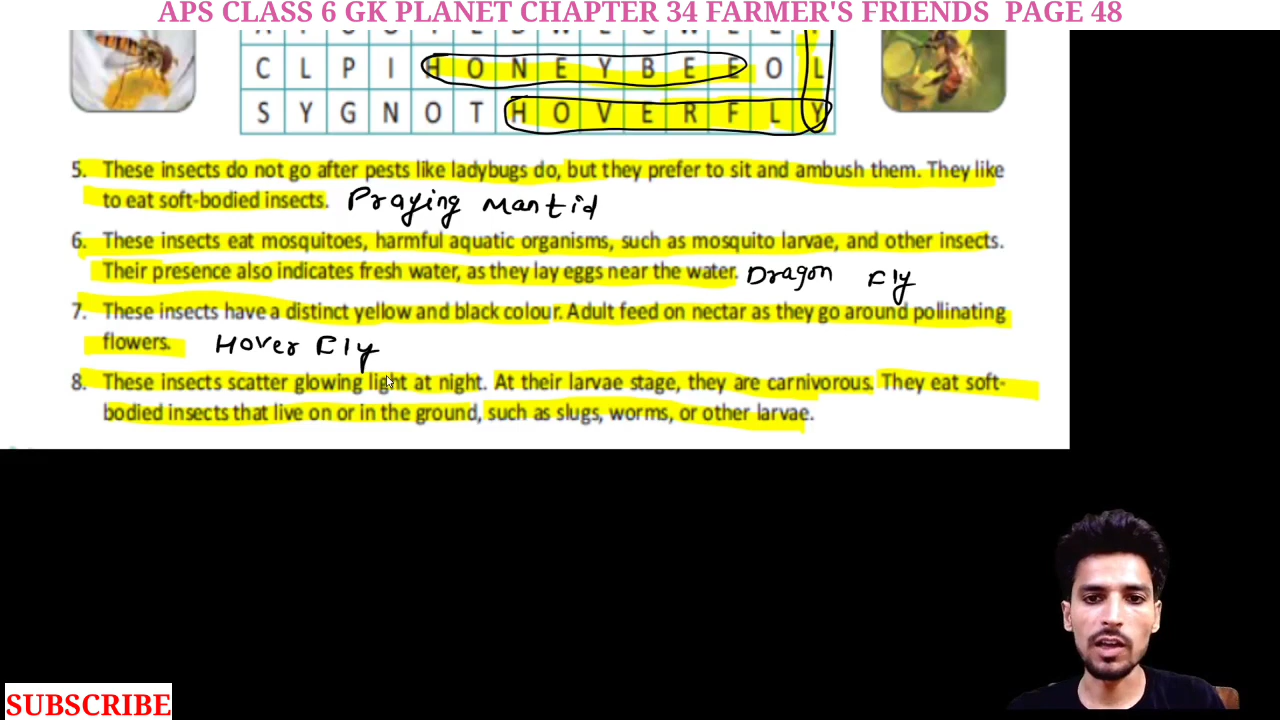 APS CLASS 6 GK PLANET CHAPTER 34 FARMER'S FRIENDS PAGE 48
C L P I H O N E Y B E E O L
S Y G N O T H O V E R F L Y
5. These insects do not go after pests like ladybugs do, but they prefer to sit and ambush them. They like
to eat soft-bodied insects. Praying Mantid
6. These insects eat mosquitoes, harmful aquatic organisms, such as mosquito larvae, and other insects.
Their presence also indicates fresh water, as they lay eggs near the water. Dragon Fly
7. These insects have a distinct yellow and black colour. Adult feed on nectar as they go around pollinating
flowers. Hover Fly
8. These insects scatter glowing light at night. At their larvae stage, they are carnivorous. They eat soft-
bodied insects that live on or in the ground, such as slugs, worms, or other larvae.
SUBSCRIBE